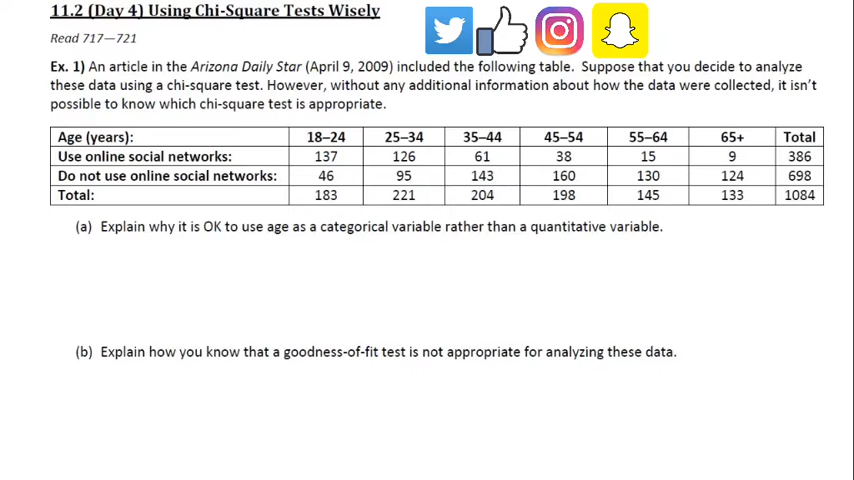 11.2 (Day 4) Using Chi-Square Tests Wisely
Read 717—721
Ex. 1) An article in the Arizona Daily Star (April 9, 2009) included the following table.  Suppose that you decide to analyze
these data using a chi-square test. However, without any additional information about how the data were collected, it isn't
possible to know which chi-square test is appropriate.
Age (years): 18–24 25–34 35–44 45–54 55–64 65+ Total
Use online social networks: 137 126 61 38 15 9 386
Do not use online social networks: 46 95 143 160 130 124 698
Total: 183 221 204 198 145 133 1084
(a) Explain why it is OK to use age as a categorical variable rather than a quantitative variable.
(b) Explain how you know that a goodness-of-fit test is not appropriate for analyzing these data.